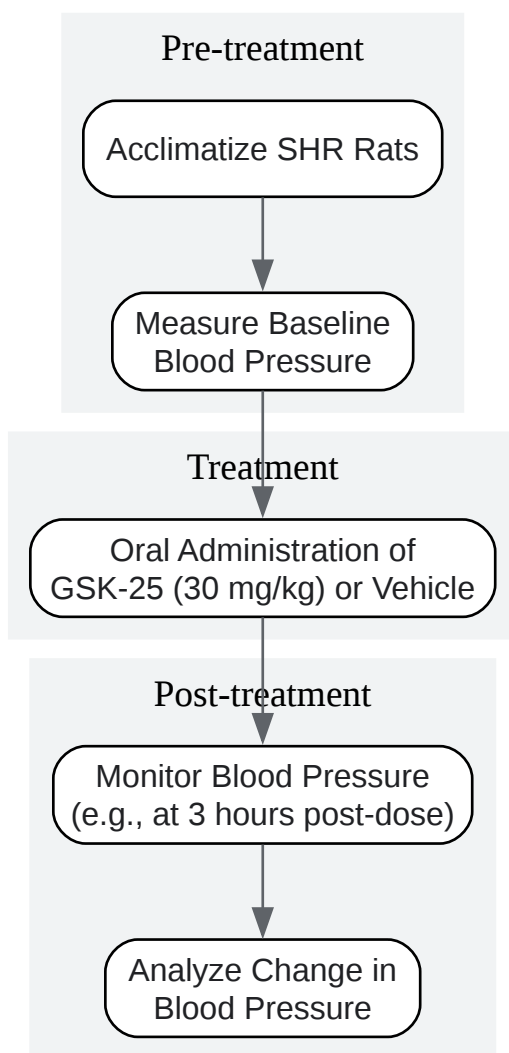 Pre-treatment
Acclimatize SHR Rats
Measure Baseline
Blood Pressure
Treatment
Oral Administration of
GSK-25 (30 mg/kg) or Vehicle
Post-treatment
Monitor Blood Pressure
(e.g., at 3 hours post-dose)
Analyze Change in
Blood Pressure